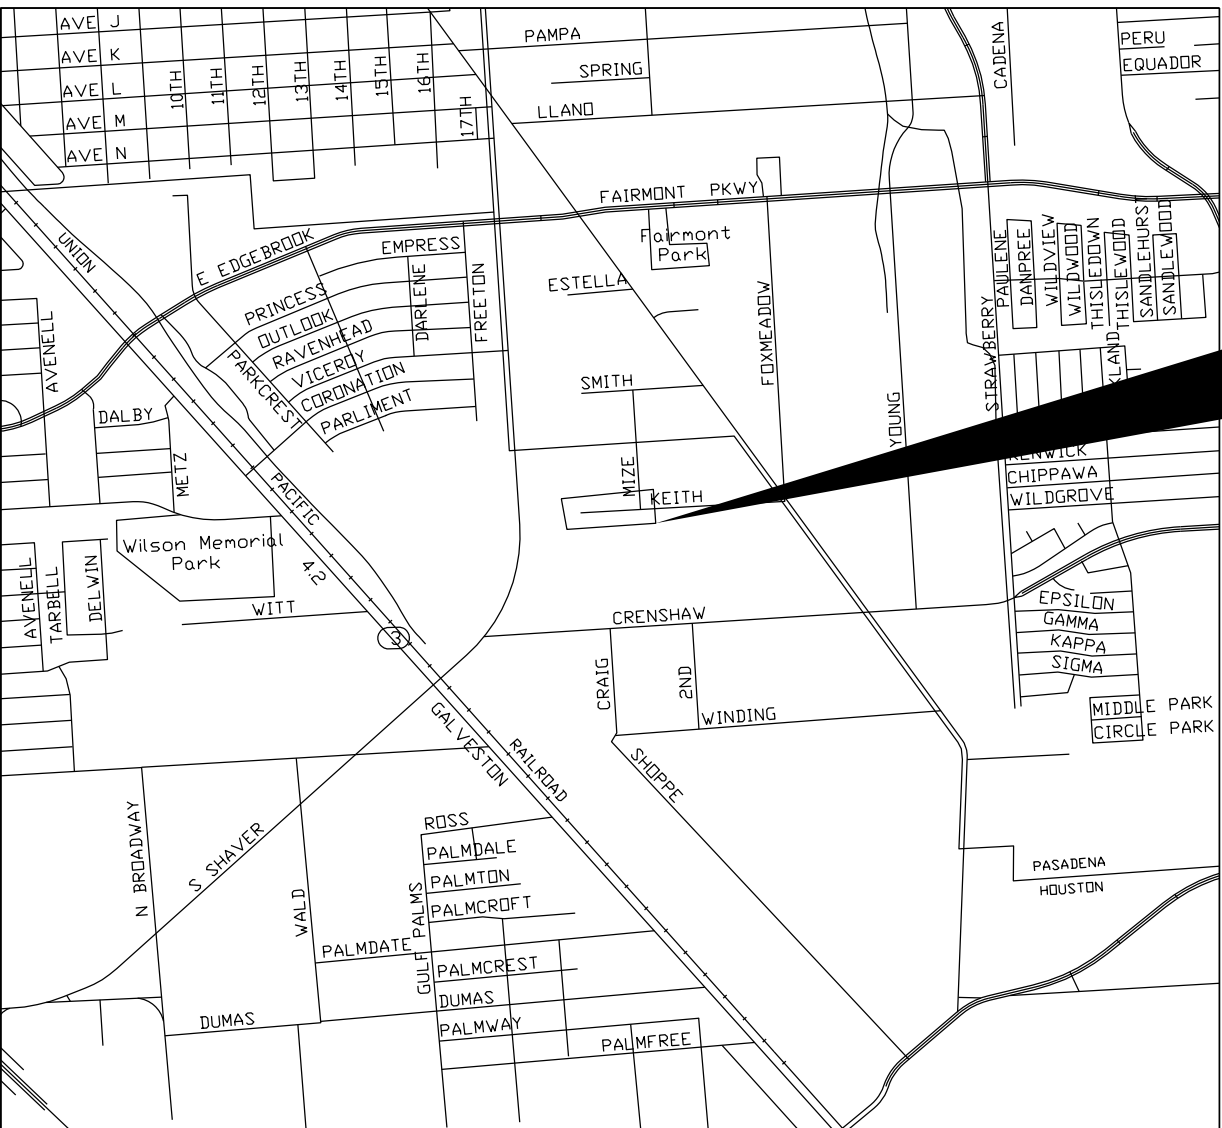 AVE J
AVE K
AVE L
AVE M
AVE N
10TH
11TH
12TH
13TH
14TH
15TH
16TH
17TH
PAMPA
SPRING
LLANO
CADENA
PERU
EQUADOR
FAIRMONT PKWY
Fairmont
Park
UNION
E EDGEBROOK
EMPRESS
PRINCESS
OUTLOOK
RAVENHEAD
VICEROY
CORONATION
PARLIMENT
PARKCREST
DARLENE
FREETON
ESTELLA
FOXMEADOW
STRAWBERRY
PAULENE
DANPREE
WILDVIEW
WILDWOOD
THISLEDOWN
THISLEWOOD
SANDLEHURST
SANDLEWOOD
AVENELL
DALBY
METZ
SMITH
MIZE
KEITH
YOUNG
KLAND
RENWICK
CHIPPAWA
WILDGROVE
PACIFIC
Wilson Memorial
Park
4.2
AVENELL
TARBELL
DELWIN
WITT
3
CRENSHAW
EPSILON
GAMMA
KAPPA
SIGMA
CRAIG
2ND
WINDING
MIDDLE PARK
CIRCLE PARK
GALVESTON
RAILROAD
SHOPPE
N BROADWAY
S SHAVER
WALD
ROSS
PALMDALE
PALMTON
PALMCROFT
GULF PALMS
PALMDATE
PALMCREST
DUMAS
DUMAS
PALMWAY
PALMFREE
PASADENA
HOUSTON